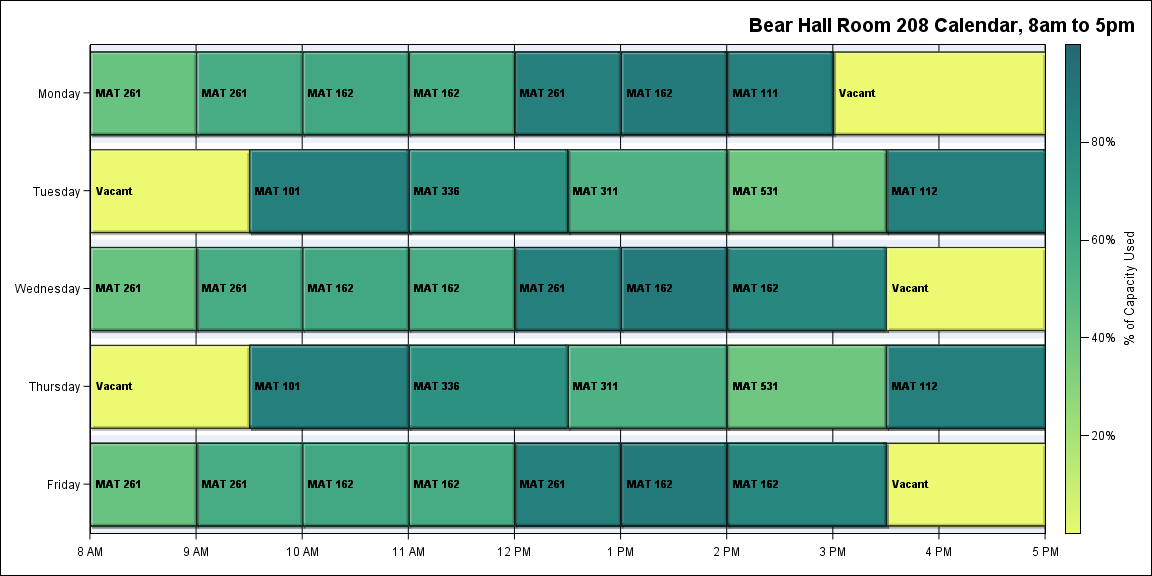 Bear Hall Room 208 Calendar, 8am to 5pm
Monday
MAT 261 MAT 261 MAT 162 MAT 162 MAT 261 MAT 162 MAT 111 Vacant
Tuesday
Vacant MAT 101 MAT 336 MAT 311 MAT 531 MAT 112
Wednesday
MAT 261 MAT 261 MAT 162 MAT 162 MAT 261 MAT 162 MAT 162 Vacant
Thursday
Vacant MAT 101 MAT 336 MAT 311 MAT 531 MAT 112
Friday
MAT 261 MAT 261 MAT 162 MAT 162 MAT 261 MAT 162 MAT 162 Vacant
8 AM 9 AM 10 AM 11 AM 12 PM 1 PM 2 PM 3 PM 4 PM 5 PM
80%
60%
40%
20%
% of Capacity Used